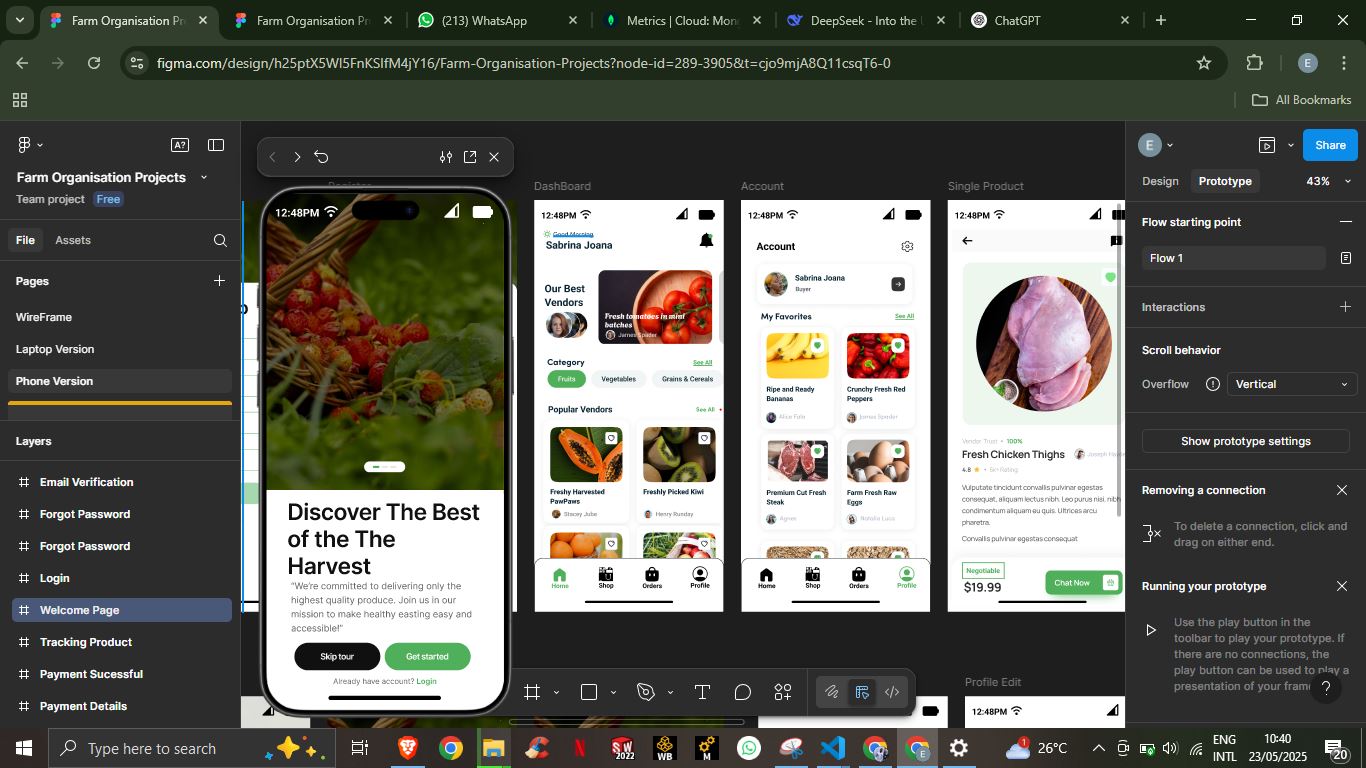 Farm Organisation Pr
Farm Organisation Pr
(213) WhatsApp
Metrics | Cloud: Mon
DeepSeek - Into the U
ChatGPT
figma.com/design/h25ptX5Wl5FnKSlfM4jY16/Farm-Organisation-Projects?node-id=289-3905&t=cjo9mjA8Q11csqT6-0
E
All Bookmarks
A?
Farm Organisation Projects
Team project Free
File
Assets
Pages
WireFrame
Laptop Version
Phone Version
Layers
Email Verification
Forgot Password
Forgot Password
Login
Welcome Page
Tracking Product
Payment Sucessful
Payment Details
12:48PM
Discover The Best
of the The
Harvest
"We're committed to delivering only the
highest quality produce. Join us in our
mission to make healthy easting easy and
accessible!"
Skip tour
Get started
Already have account? Login
DashBoard
12:48PM
Good Morning
Sabrina Joana
Our Best
Vendors
Fresh tomatoes in mini
batches
James Spader
Category
See All
Fruits
Vegetables
Grains & Cereals
Popular Vendors
See All
Freshy Harvested
PawPaws
Stacey Jube
Freshly Picked Kiwi
Henry Runday
Home
Shop
Orders
Profile
Account
12:48PM
Account
Sabrina Joana
Buyer
My Favorites
See All
Ripe and Ready
Bananas
Alice Fala
Crunchy Fresh Red
Peppers
James Spader
Premium Cut Fresh
Steak
Agnes
Farm Fresh Raw
Eggs
Natalia Luca
Home
Shop
Orders
Profile
Single Product
12:48PM
Vendor Trust • 100%
Fresh Chicken Thighs
4.8
5k+ Rating
Vulputate tincidunt convallis pulvinar egestas
consequat, aliquam lectus nibh. Leo purus nisi. nibh
condimentum aliquam eu quis. Ultrices arcu
pharetra.
Convallis pulvinar egestas consequat
Negotiable
$19.99
Chat Now
Profile Edit
12:48PM
E
Share
Design
Prototype
43%
Flow starting point
Flow 1
Interactions
Scroll behavior
Overflow
Vertical
Show prototype settings
Removing a connection
To delete a connection, click and
drag on either end.
Running your prototype
Use the play button in the
toolbar to play your prototype. If
there are no connections, the
play button can be used to play a
presentation of your frame
?
Type here to search
SW
2022
WB
M
E
1
26°C
ENG
INTL
10:40
23/05/2025
20